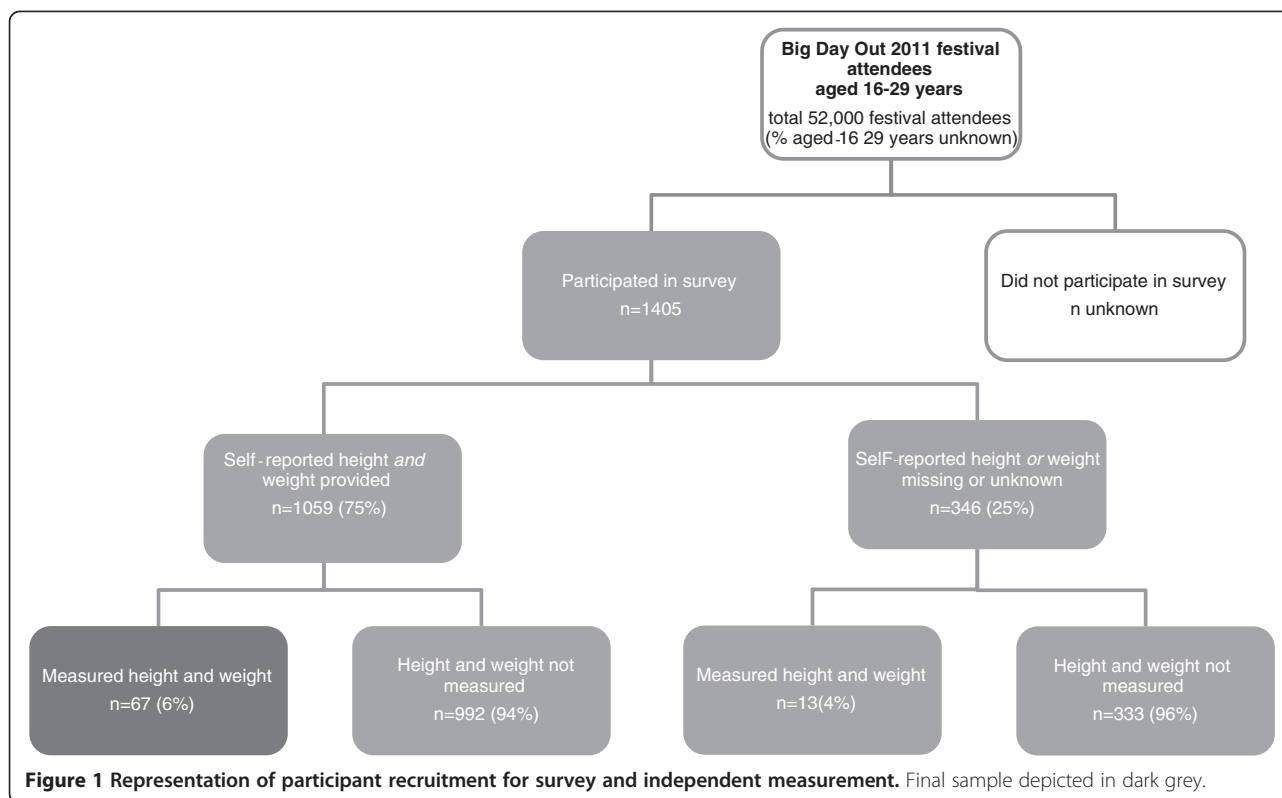 Big Day Out 2011 festival
attendees
aged 16-29 years
total 52,000 festival attendees
(% aged-16 29 years unknown)
Participated in survey
n=1405
Did not participate in survey
n unknown
Self-reported height and
weight provided
n=1059 (75%)
SelF-reported height or weight
missing or unknown
n=346 (25%)
Measured height and weight
n=67 (6%)
Height and weight not
measured
n=992 (94%)
Measured height and weight
n=13(4%)
Height and weight not
measured
n=333 (96%)
Figure 1 Representation of participant recruitment for survey and independent measurement. Final sample depicted in dark grey.